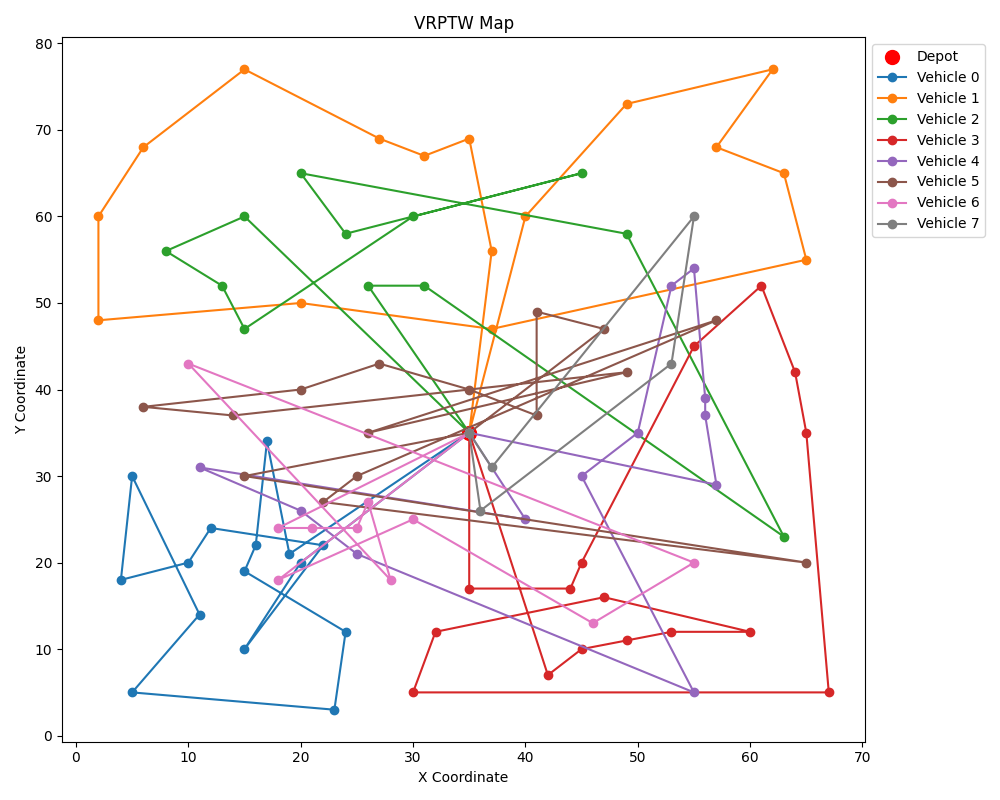 VRPTW Map
Depot
Vehicle 0
Vehicle 1
Vehicle 2
Vehicle 3
Vehicle 4
Vehicle 5
Vehicle 6
Vehicle 7
80
70
60
50
40
30
20
10
0
Y Coordinate
0 10 20 30 40 50 60 70
X Coordinate